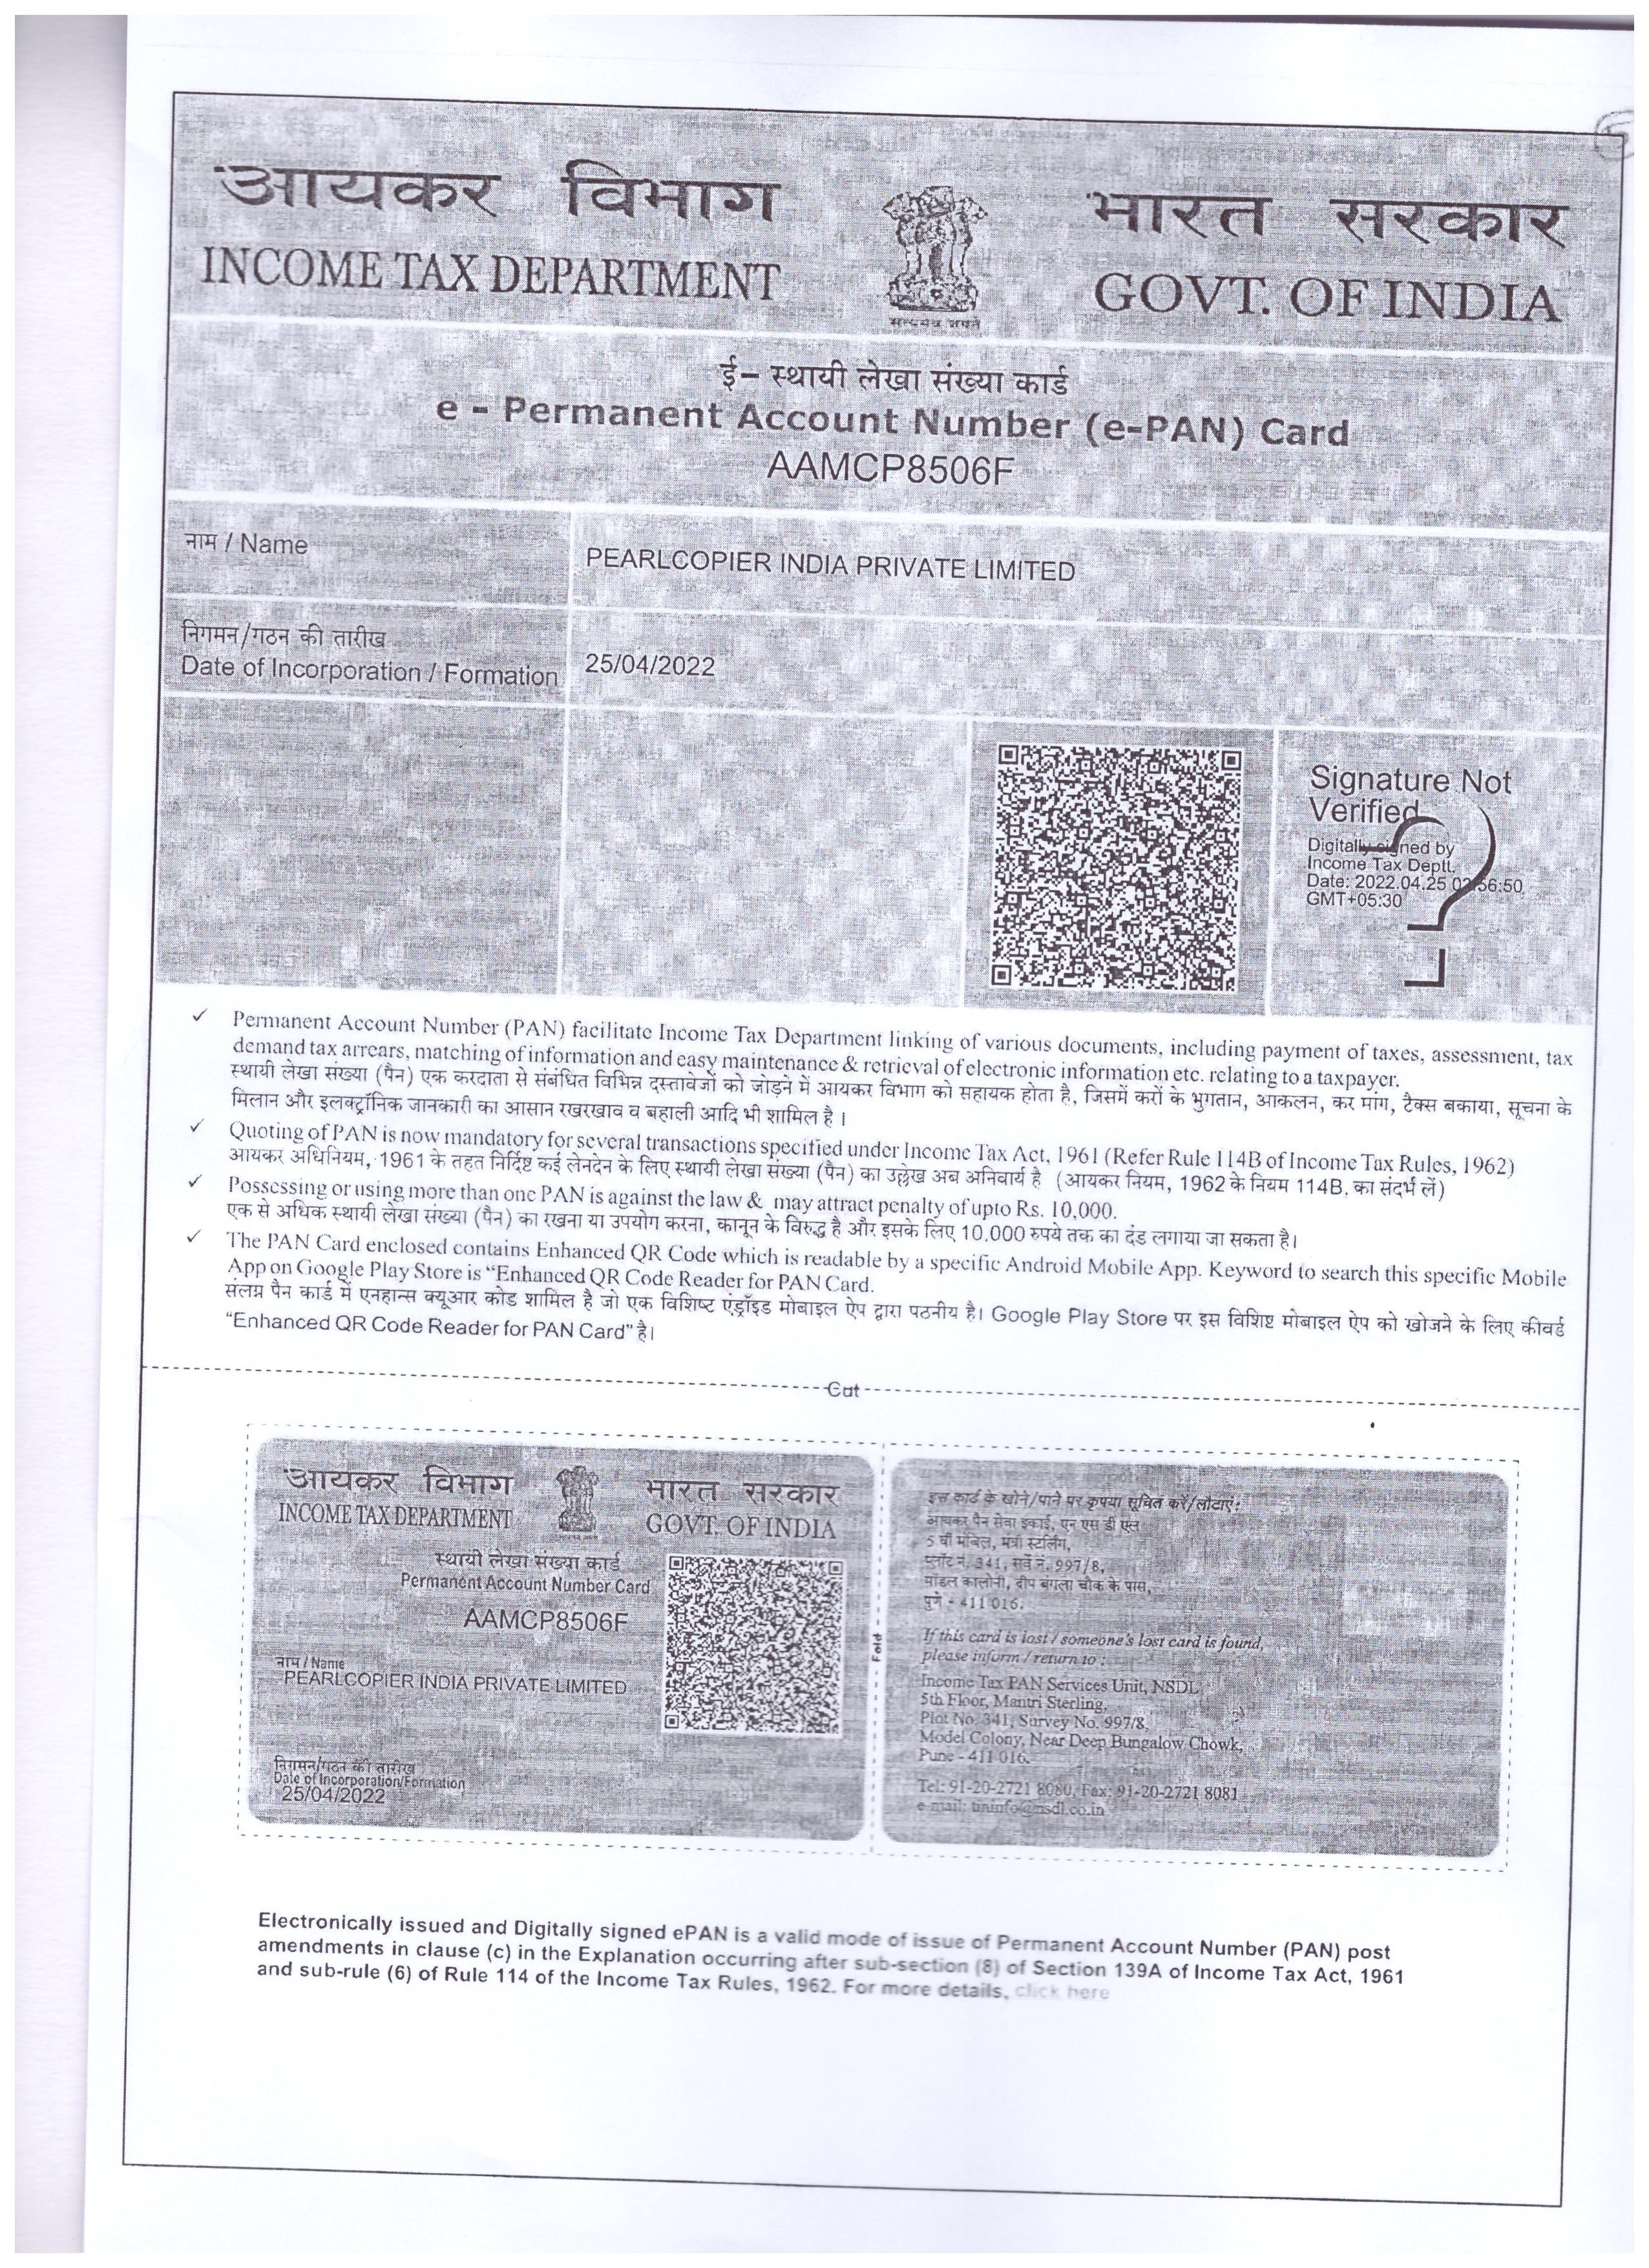 आयकर विभाग
INCOME TAX DEPARTMENT
सत्यमेव जयते
भारत सरकार
GOVT. OF INDIA
ई- स्थायी लेखा संख्या कार्ड
e - Permanent Account Number (e-PAN) Card
AAMCP8506F
नाम / Name
PEARLCOPIER INDIA PRIVATE LIMITED
निगमन/गठन की तारीख
Date of Incorporation / Formation
25/04/2022
Signature Not
Verified
Digitally signed by
Income Tax Deptt.
Date: 2022.04.25 :56:50
GMT+05:30
✓ Permanent Account Number (PAN) facilitate Income Tax Department linking of various documents, including payment of taxes, assessment, tax
demand tax arrears, matching of information and easy maintenance & retrieval of electronic information etc. relating to a taxpayer.
स्थायी लेखा संख्या (पैन) एक करदाता से संबंधित विभिन्न दस्तावेजों को जोड़ने में आयकर विभाग को सहायक होता है, जिसमें करों के भुगतान, आकलन, कर मांग, टैक्स बकाया, सूचना के
मिलान और इलक्ट्रॉनिक जानकारी का आसान रखरखाव व बहाली आदि भी शामिल है ।
✓ Quoting of PAN is now mandatory for several transactions specified under Income Tax Act, 1961 (Refer Rule 114B of Income Tax Rules, 1962)
आयकर अधिनियम, 1961 के तहत निर्दिष्ट कई लेनदेन के लिए स्थायी लेखा संख्या (पैन) का उल्लेख अब अनिवार्य है (आयकर नियम, 1962 के नियम 114B, का संदर्भ लें)
✓ Possessing or using more than one PAN is against the law & may attract penalty of upto Rs. 10,000.
एक से अधिक स्थायी लेखा संख्या (पैन) का रखना या उपयोग करना, कानून के विरुद्ध है और इसके लिए 10,000 रुपये तक का दंड लगाया जा सकता है।
✓ The PAN Card enclosed contains Enhanced QR Code which is readable by a specific Android Mobile App. Keyword to search this specific Mobile
App on Google Play Store is “Enhanced QR Code Reader for PAN Card.
संलग्न पैन कार्ड में एनहान्स क्यूआर कोड शामिल है जो एक विशिष्ट एंड्रॉइड मोबाइल ऐप द्वारा पठनीय है। Google Play Store पर इस विशिष्ट मोबाइल ऐप को खोजने के लिए कीवर्ड
“Enhanced QR Code Reader for PAN Card” है।
Cut
आयकर विभाग
INCOME TAX DEPARTMENT
भारत सरकार
GOVT. OF INDIA
स्थायी लेखा संख्या कार्ड
Permanent Account Number Card
AAMCP8506F
नाम / Name
PEARLCOPIER INDIA PRIVATE LIMITED
निगमन/गठन की तारीख
Date of Incorporation/Formation
25/04/2022
Fold
इस कार्ड के खोने/पाने पर कृपया सूचित करें/लौटाएं :
आयकर पैन सेवा इकाई, एन एस डी एल
5 वी मंजिल, मंत्री स्टर्लिंग,
प्लॉट नं. 341, सर्वे नं. 997/8,
मॉडल कालोनी, दीप बंगला चौक के पास,
पुणे - 411 016.
If this card is lost / someone's lost card is found,
please inform / return to :
Income Tax PAN Services Unit, NSDL
5th Floor, Mantri Sterling,
Plot No. 341, Survey No. 997/8,
Model Colony, Near Deep Bungalow Chowk,
Pune - 411 016.
Tel: 91-20-2721 8080, Fax: 91-20-2721 8081
e-mail: tininfo@nsdl.co.in
Electronically issued and Digitally signed ePAN is a valid mode of issue of Permanent Account Number (PAN) post
amendments in clause (c) in the Explanation occurring after sub-section (8) of Section 139A of Income Tax Act, 1961
and sub-rule (6) of Rule 114 of the Income Tax Rules, 1962. For more details, click here